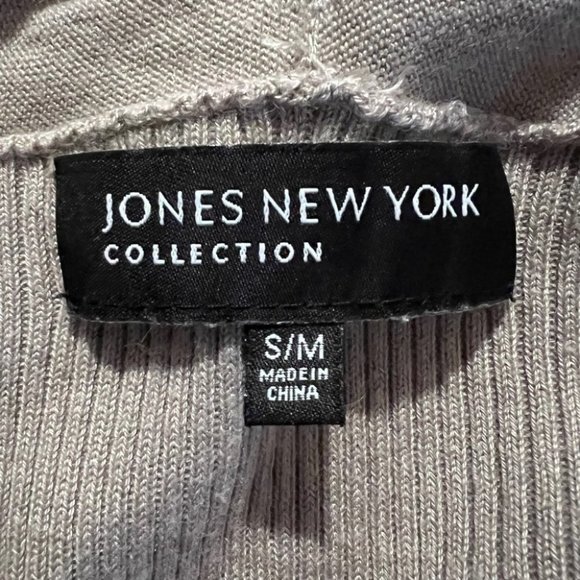 JONES NEW YORK
COLLECTION
S/M
MADE IN
CHINA